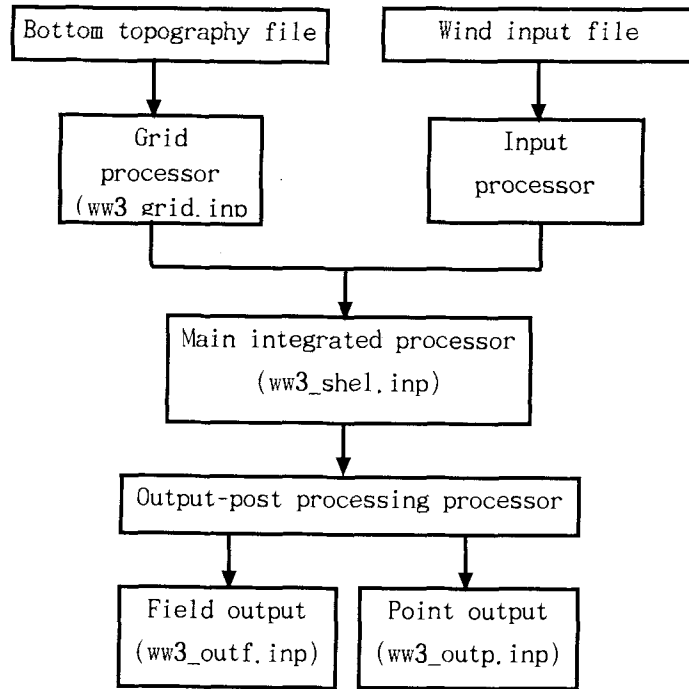 Bottom topography file
Wind input file
Grid
processor
(ww3_grid.inp
Input
processor
Main integrated processor
(ww3_shel.inp)
Output-post processing processor
Field output
(ww3_outf.inp)
Point output
(ww3_outp.inp)